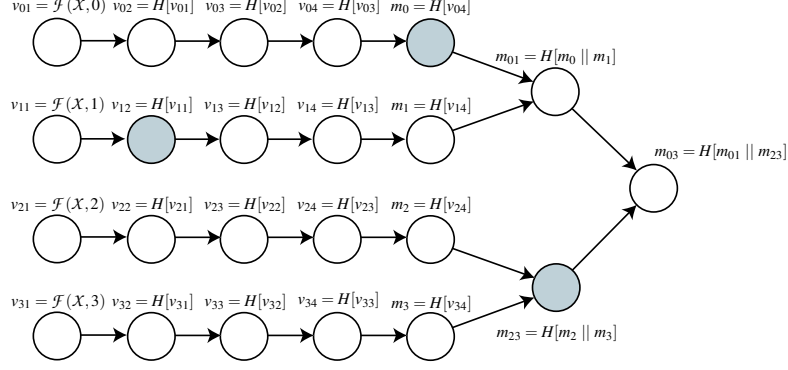 v01 = F(X,0) v02 = H[v01] v03 = H[v02] v04 = H[v03] m0 = H[v04]
m01 = H[m0 || m1]
v11 = F(X,1) v12 = H[v11] v13 = H[v12] v14 = H[v13] m1 = H[v14]
m03 = H[m01 || m23]
v21 = F(X,2) v22 = H[v21] v23 = H[v22] v24 = H[v23] m2 = H[v24]
v31 = F(X,3) v32 = H[v31] v33 = H[v32] v34 = H[v33] m3 = H[v34]
m23 = H[m2 || m3]